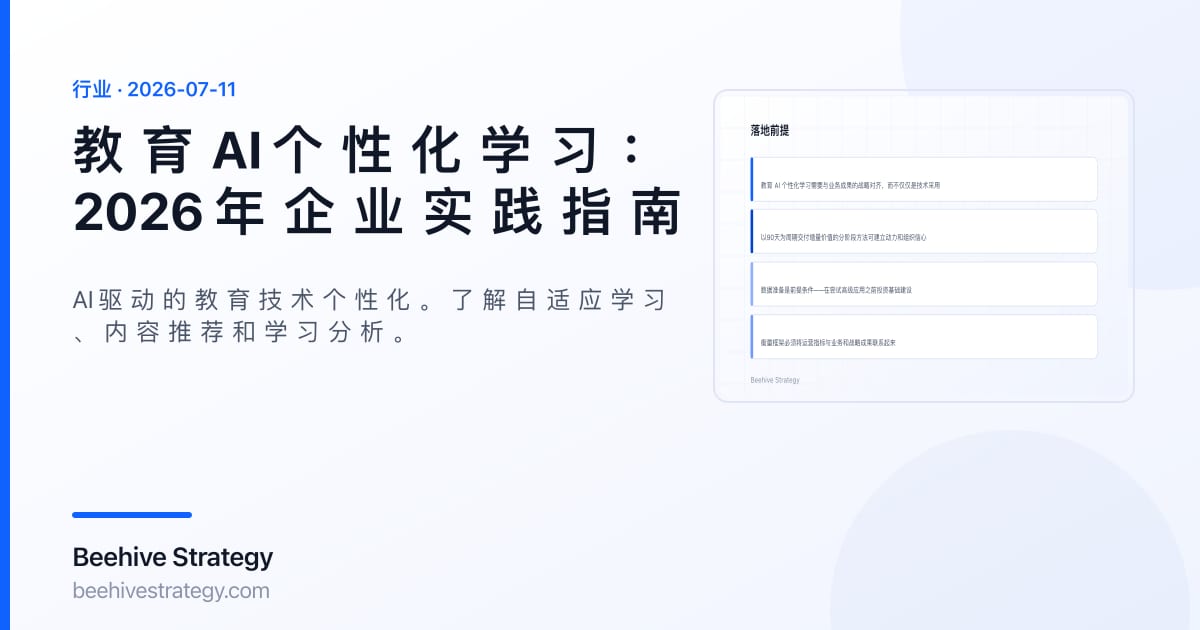 行业 · 2026-07-11
教育AI个性化学习：
2026年企业实践指南
AI驱动的教育技术个性化。了解自适应学习
、内容推荐和学习分析。
Beehive Strategy
beehivestrategy.com
落地前提
教育 AI 个性化学习需要与业务成果的战略对齐，而不仅仅是技术采用
以90天为周期交付增量价值的分阶段方法可建立动力和组织信心
数据准备是前提条件——在尝试高级应用之前投资基础建设
衡量框架必须将运营指标与业务和战略成果联系起来
Beehive Strategy